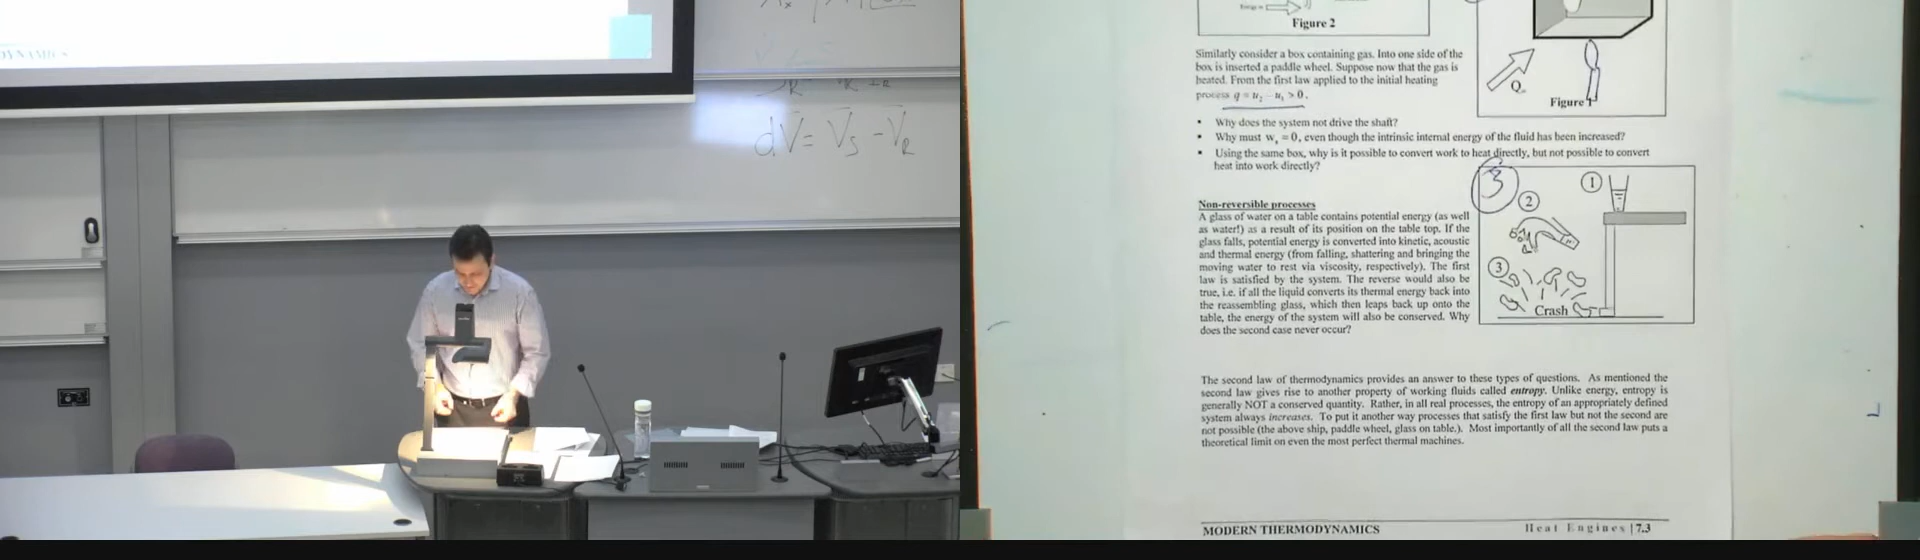 dV = V_S - V_R
Figure 2
Similarly consider a box containing gas. Into one side of the
box is inserted a paddle wheel. Suppose now that the gas is
heated. From the first law applied to the initial heating
process q = u₂ - u₁ > 0.
Q
Figure 1
• Why does the system not drive the shaft?
• Why must wₛ = 0, even though the intrinsic internal energy of the fluid has been increased?
• Using the same box, why is it possible to convert work to heat directly, but not possible to convert
heat into work directly?
3
1
2
3
Crash
Non-reversible processes
A glass of water on a table contains potential energy (as well
as water!) as a result of its position on the table top. If the
glass falls, potential energy is converted into kinetic, acoustic
and thermal energy (from falling, shattering and bringing the
moving water to rest via viscosity, respectively). The first
law is satisfied by the system. The reverse would also be
true, i.e. if all the liquid converts its thermal energy back into
the reassembling glass, which then leaps back up onto the
table, the energy of the system will also be conserved. Why
does the second case never occur?
The second law of thermodynamics provides an answer to these types of questions. As mentioned the
second law gives rise to another property of working fluids called entropy. Unlike energy, entropy is
generally NOT a conserved quantity. Rather, in all real processes, the entropy of an appropriately defined
system always increases. To put it another way processes that satisfy the first law but not the second are
not possible (the above ship, paddle wheel, glass on table.). Most importantly of all the second law puts a
theoretical limit on even the most perfect thermal machines.
MODERN THERMODYNAMICS
Heat Engines | 7.3